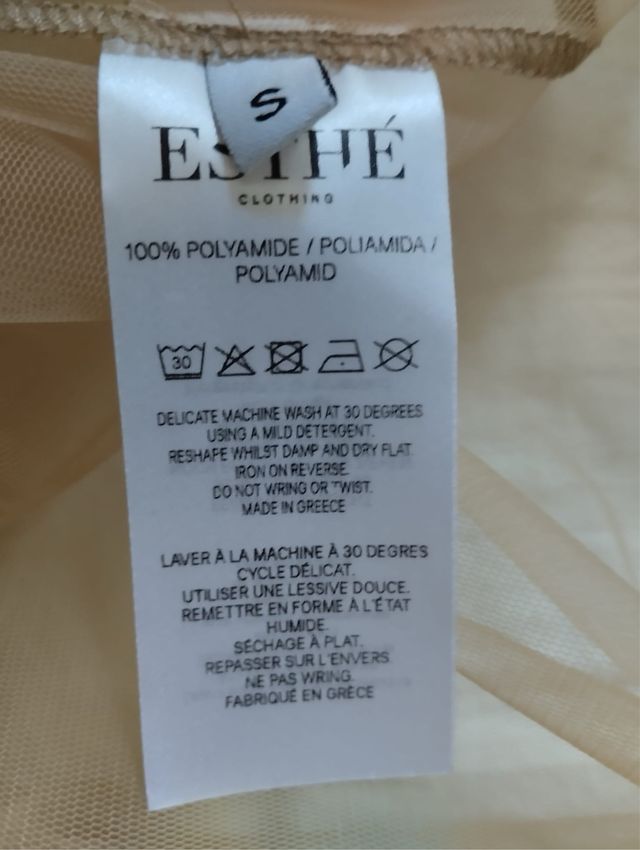 S
ESTHÉ
CLOTHING
100% POLYAMIDE / POLIAMIDA /
POLYAMID
30
DELICATE MACHINE WASH AT 30 DEGREES
USING A MILD DETERGENT.
RESHAPE WHILST DAMP AND DRY FLAT.
IRON ON REVERSE.
DO NOT WRING OR TWIST.
MADE IN GREECE
LAVER À LA MACHINE À 30 DEGRES
CYCLE DÉLICAT.
UTILISER UNE LESSIVE DOUCE.
REMETTRE EN FORME À L'ÉTAT
HUMIDE.
SÉCHAGE À PLAT.
REPASSER SUR L'ENVERS.
NE PAS WRING.
FABRIQUÉ EN GRÈCE